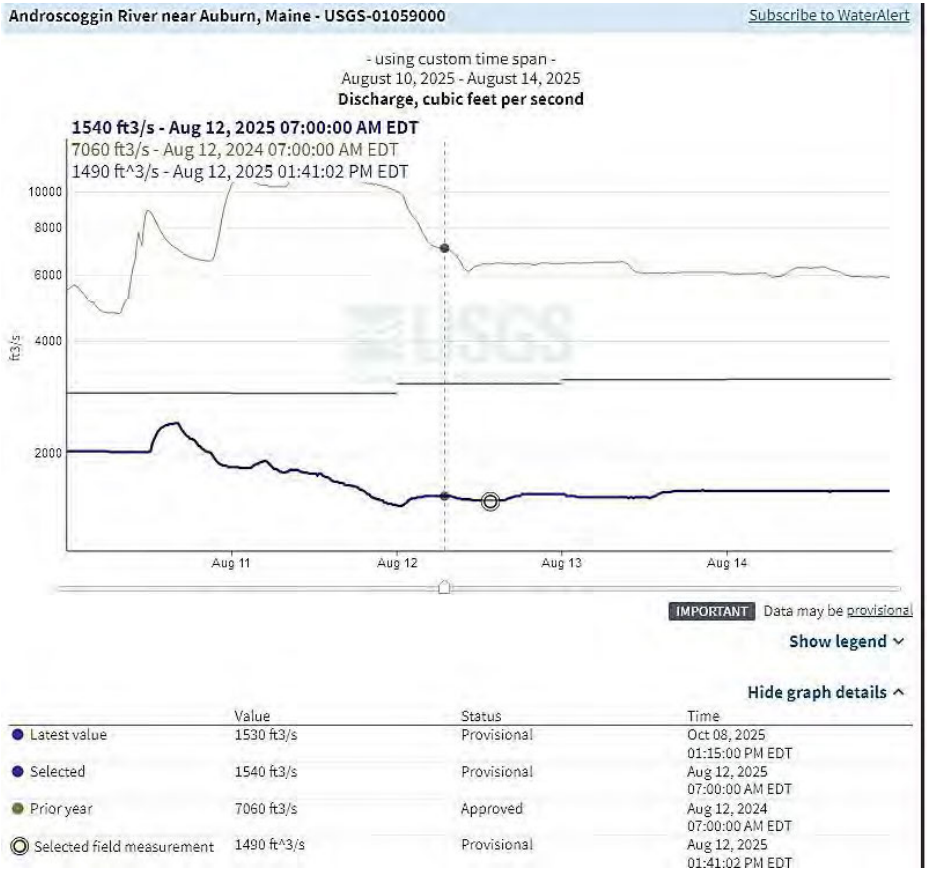 Androscoggin River near Auburn, Maine - USGS-01059000 Subscribe to WaterAlert
- using custom time span -
August 10, 2025 - August 14, 2025
Discharge, cubic feet per second
1540 ft3/s - Aug 12, 2025 07:00:00 AM EDT
7060 ft3/s - Aug 12, 2024 07:00:00 AM EDT
1490 ft^3/s - Aug 12, 2025 01:41:02 PM EDT
10000
8000
6000
4000
2000
ft3/s
USGS
Aug 11 Aug 12 Aug 13 Aug 14
IMPORTANT Data may be provisional
Show legend
Hide graph details
Value Status Time
Latest value 1530 ft3/s Provisional Oct 08, 2025
01:15:00 PM EDT
Selected 1540 ft3/s Provisional Aug 12, 2025
07:00:00 AM EDT
Prior year 7060 ft3/s Approved Aug 12, 2024
07:00:00 AM EDT
Selected field measurement 1490 ft^3/s Provisional Aug 12, 2025
01:41:02 PM EDT